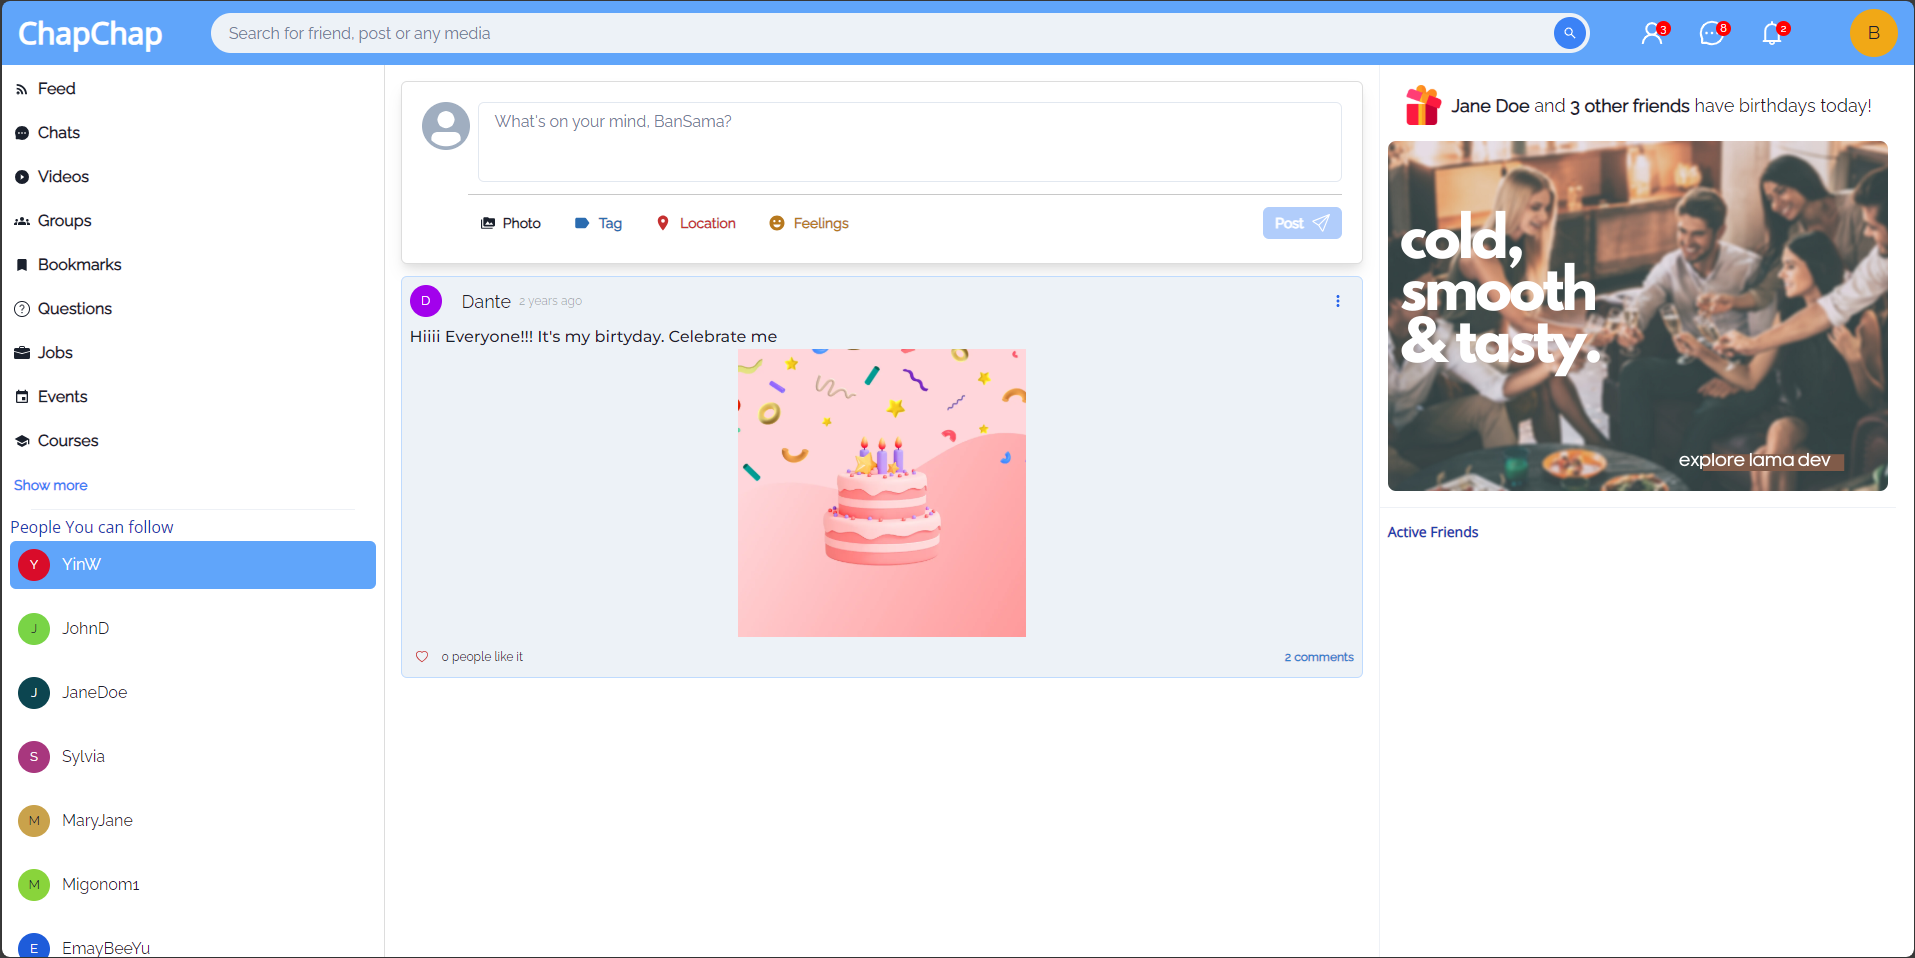 ChapChap
Search for friend, post or any media
3
8
2
B
Feed
Chats
Videos
Groups
Bookmarks
Questions
Jobs
Events
Courses
Show more
People You can follow
Y YinW
J JohnD
J JaneDoe
S Sylvia
M MaryJane
M Migonom1
E EmayBeeYu
What's on your mind, BanSama?
Photo Tag Location Feelings Post
D Dante 2 years ago
Hiiii Everyone!!! It's my birtyday. Celebrate me
0 people like it 2 comments
Jane Doe and 3 other friends have birthdays today!
cold,
smooth
& tasty.
explore lama dev
Active Friends